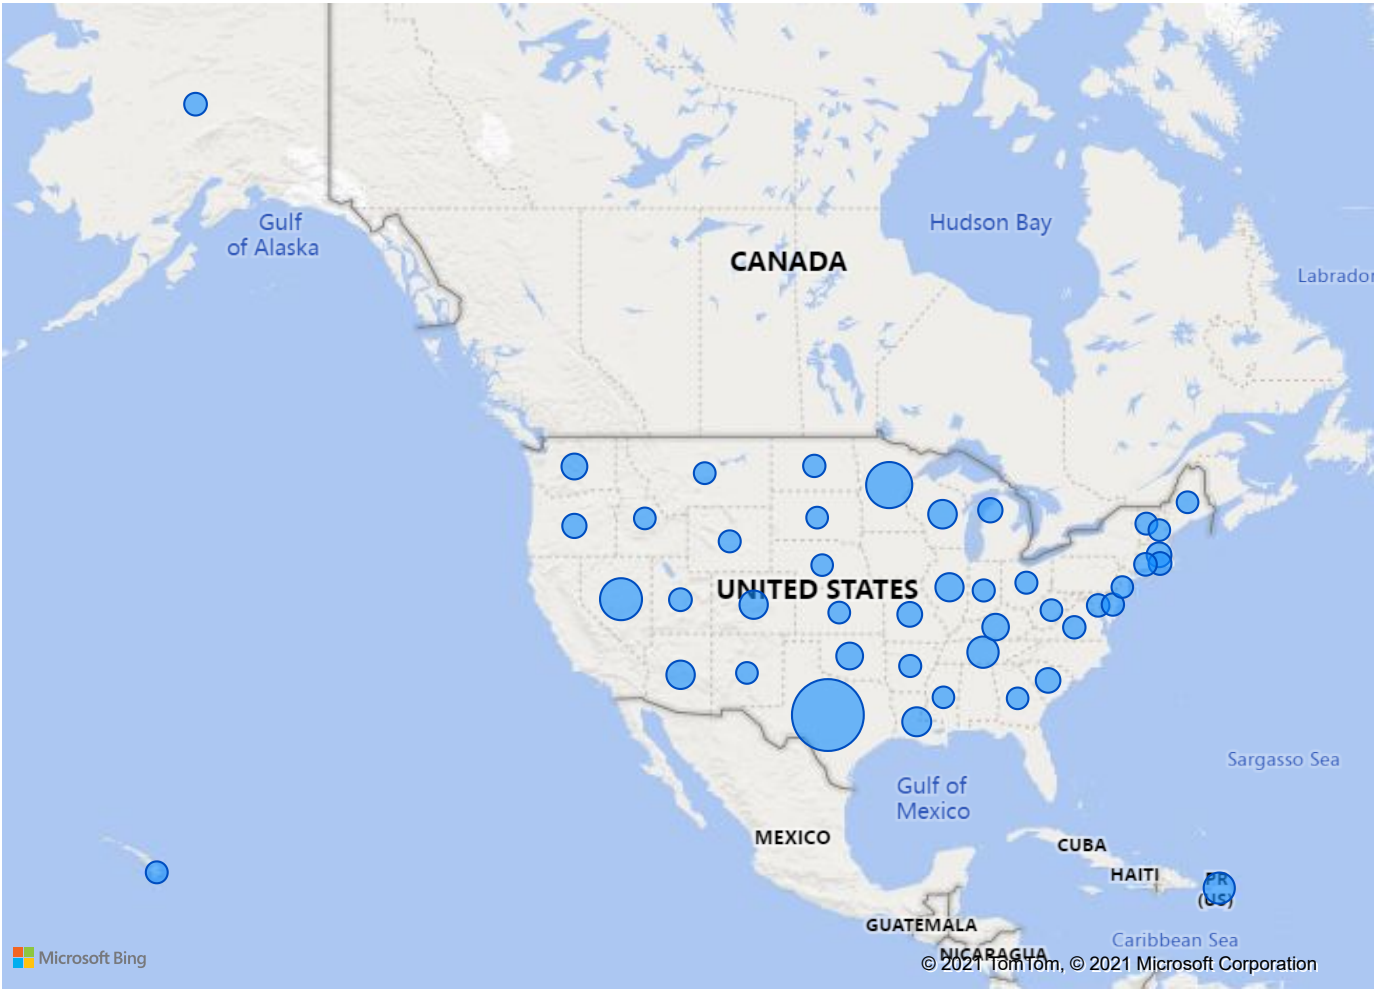 Gulf
of Alaska
Hudson Bay
CANADA
Labrador
UNITED STATES
Sargasso Sea
Gulf of
Mexico
MEXICO
CUBA
HAITI
PR
(US)
GUATEMALA
Caribbean Sea
NICARAGUA
Microsoft Bing
© 2021 TomTom, © 2021 Microsoft Corporation